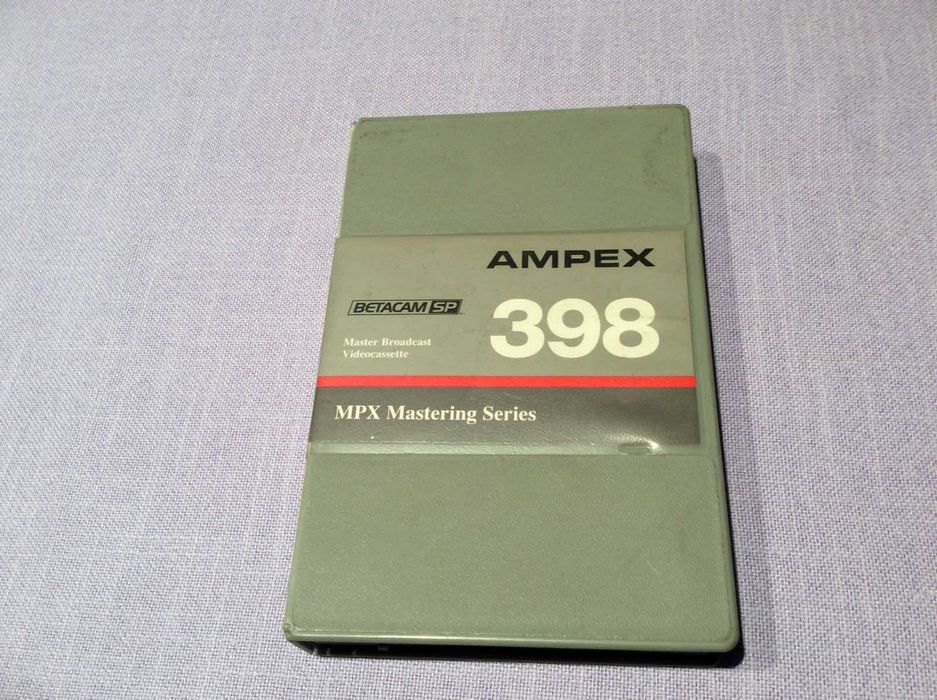 AMPEX
BETACAM SP
398
Master Broadcast
Videocassette
MPX Mastering Series